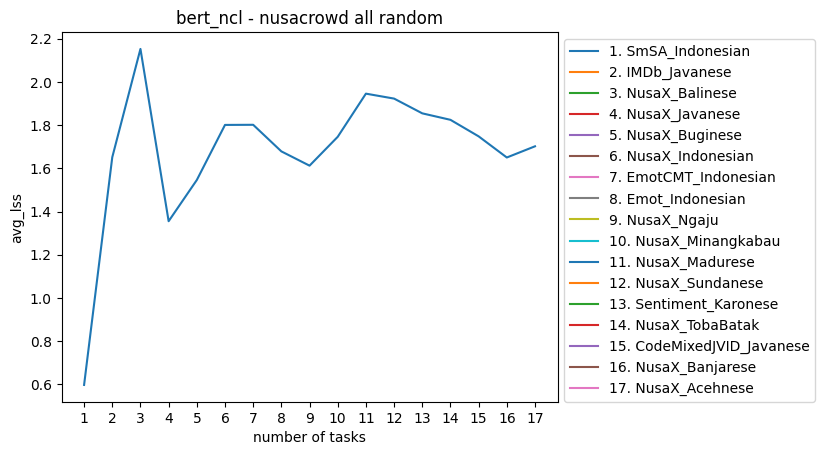 bert_ncl - nusacrowd all random
2.2
2.0
1.8
1.6
1.4
1.2
1.0
0.8
0.6
avg_lss
1 2 3 4 5 6 7 8 9 10 11 12 13 14 15 16 17
number of tasks
1. SmSA_Indonesian
2. IMDb_Javanese
3. NusaX_Balinese
4. NusaX_Javanese
5. NusaX_Buginese
6. NusaX_Indonesian
7. EmotCMT_Indonesian
8. Emot_Indonesian
9. NusaX_Ngaju
10. NusaX_Minangkabau
11. NusaX_Madurese
12. NusaX_Sundanese
13. Sentiment_Karonese
14. NusaX_TobaBatak
15. CodeMixedJVID_Javanese
16. NusaX_Banjarese
17. NusaX_Acehnese